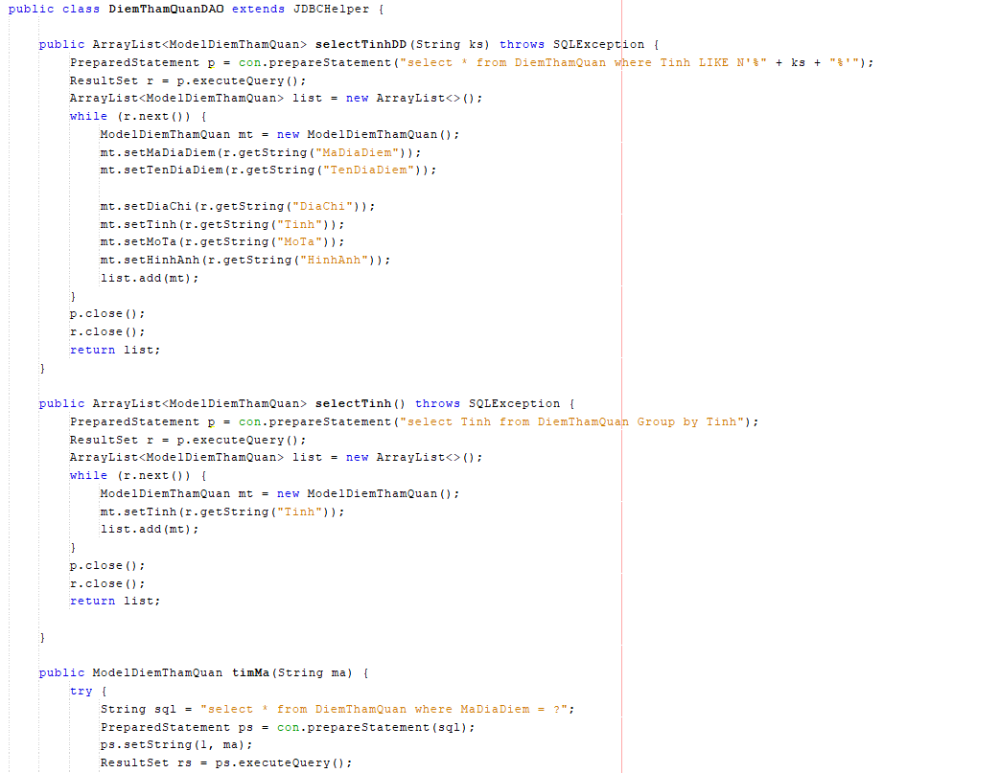 public class DiemThamQuanDAO extends JDBCHelper {
public ArrayList<ModelDiemThamQuan> selectTinhDD(String ks) throws SQLException {
PreparedStatement p = con.prepareStatement("select * from DiemThamQuan where Tinh LIKE N'%" + ks + "%'");
ResultSet r = p.executeQuery();
ArrayList<ModelDiemThamQuan> list = new ArrayList<>();
while (r.next()) {
ModelDiemThamQuan mt = new ModelDiemThamQuan();
mt.setMaDiaDiem(r.getString("MaDiaDiem"));
mt.setTenDiaDiem(r.getString("TenDiaDiem"));
mt.setDiaChi(r.getString("DiaChi"));
mt.setTinh(r.getString("Tinh"));
mt.setMoTa(r.getString("MoTa"));
mt.setHinhAnh(r.getString("HinhAnh"));
list.add(mt);
}
p.close();
r.close();
return list;
}
public ArrayList<ModelDiemThamQuan> selectTinh() throws SQLException {
PreparedStatement p = con.prepareStatement("select Tinh from DiemThamQuan Group by Tinh");
ResultSet r = p.executeQuery();
ArrayList<ModelDiemThamQuan> list = new ArrayList<>();
while (r.next()) {
ModelDiemThamQuan mt = new ModelDiemThamQuan();
mt.setTinh(r.getString("Tinh"));
list.add(mt);
}
p.close();
r.close();
return list;
}
public ModelDiemThamQuan timMa(String ma) {
try {
String sql = "select * from DiemThamQuan where MaDiaDiem = ?";
PreparedStatement ps = con.prepareStatement(sql);
ps.setString(1, ma);
ResultSet rs = ps.executeQuery();